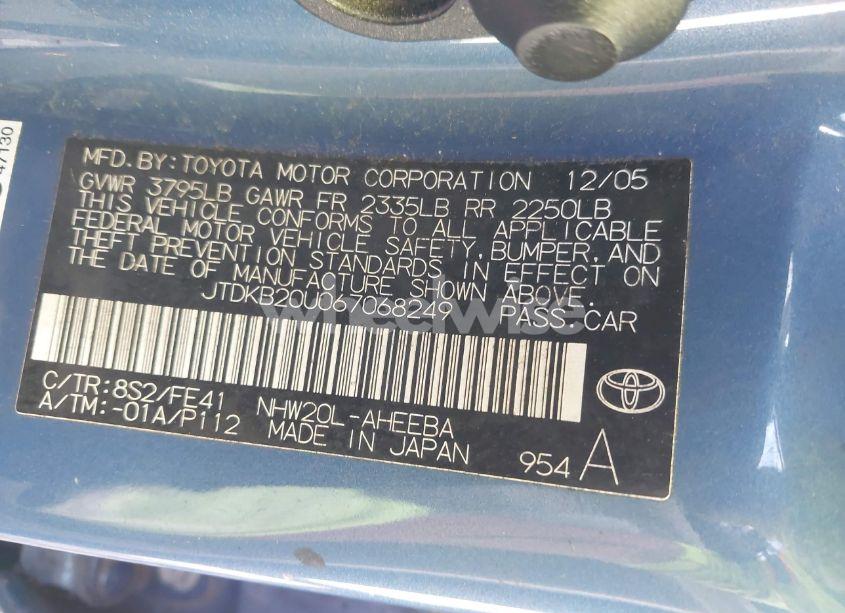 47130
MFD.BY:TOYOTA MOTOR CORPORATION 12/05
GVWR 3795LB GAWR FR 2335LB RR 2250LB
THIS VEHICLE CONFORMS TO ALL APPLICABLE
FEDERAL MOTOR VEHICLE SAFETY, BUMPER, AND
THEFT PREVENTION STANDARDS IN EFFECT ON
THE DATE OF MANUFACTURE SHOWN ABOVE.
JTDKB20U067068249 PASS.CAR
wheelwise
C/TR:8S2/FE41 NHW20L-AHEEBA
A/TM:-01A/P112 MADE IN JAPAN
954 A